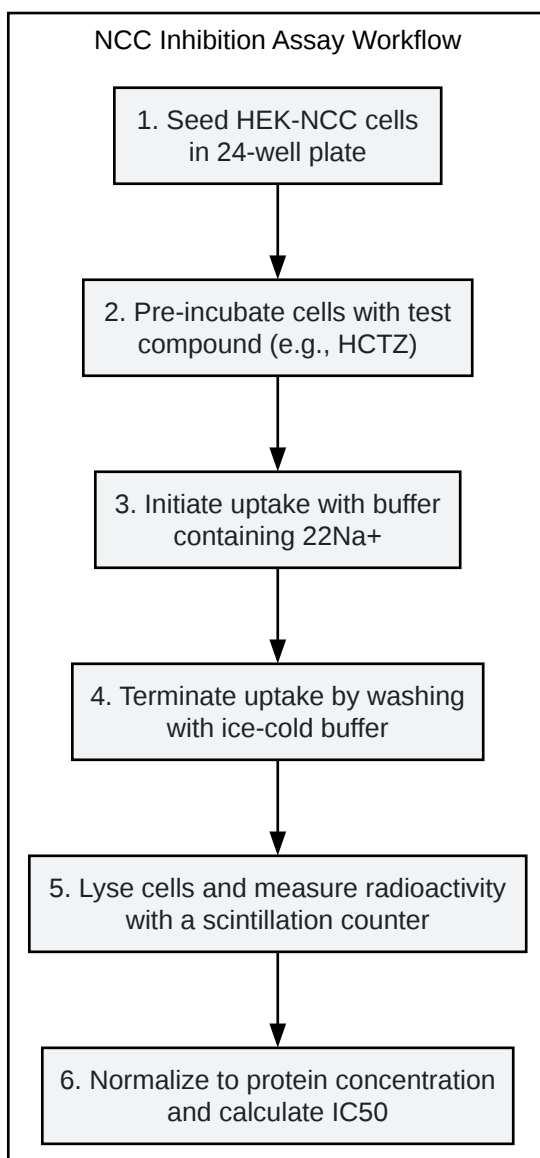 NCC Inhibition Assay Workflow
1. Seed HEK-NCC cells
in 24-well plate
2. Pre-incubate cells with test
compound (e.g., HCTZ)
3. Initiate uptake with buffer
containing 22Na+
4. Terminate uptake by washing
with ice-cold buffer
5. Lyse cells and measure radioactivity
with a scintillation counter
6. Normalize to protein concentration
and calculate IC50